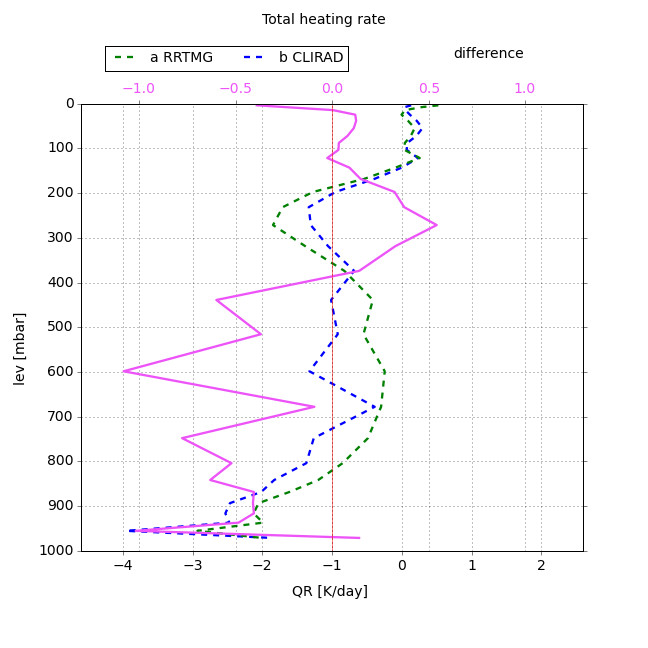 Total heating rate
a RRTMG b CLIRAD
difference
−1.0 −0.5 0.0 0.5 1.0
0
100
200
300
400
500
600
700
800
900
1000
lev [mbar]
−4 −3 −2 −1 0 1 2
QR [K/day]